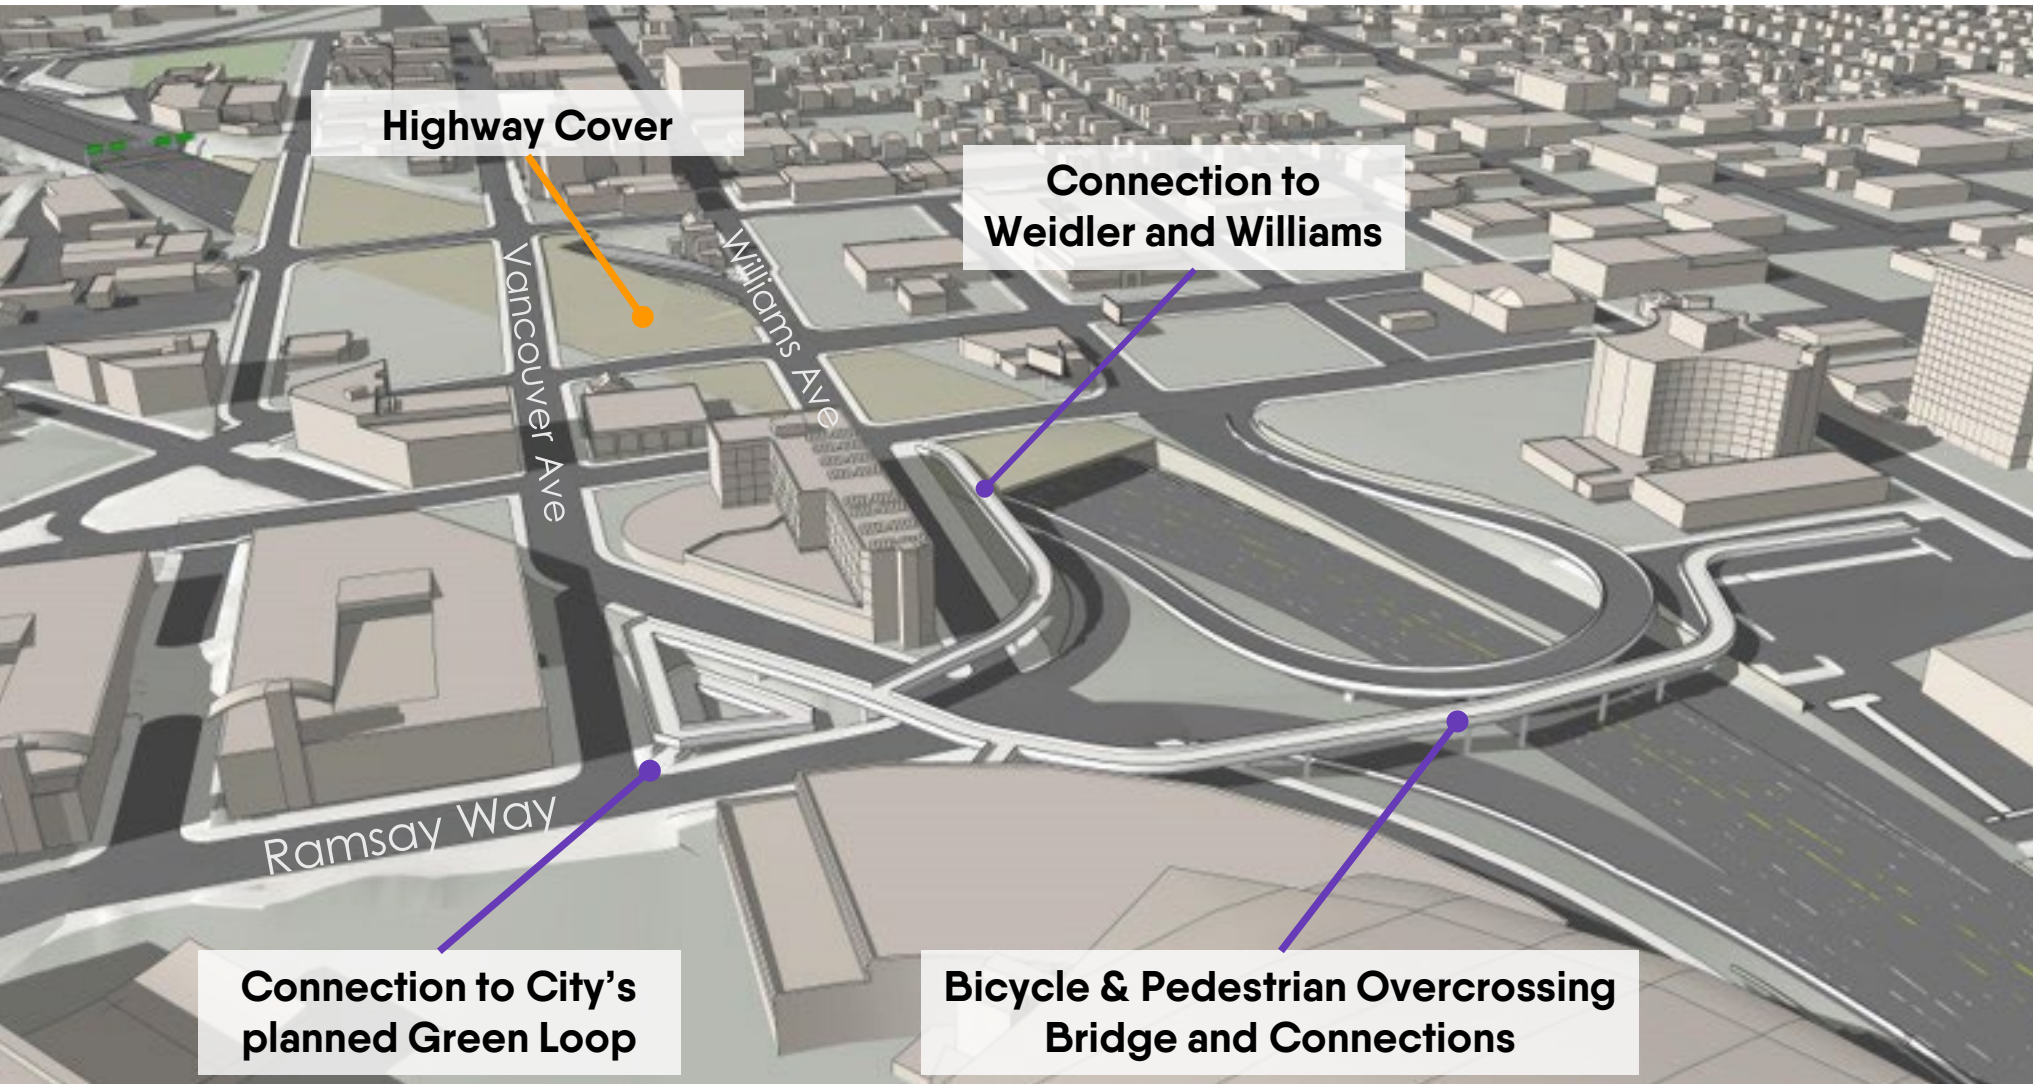 Highway Cover
Connection to
Weidler and Williams
Vancouver Ave
Williams Ave
Ramsay Way
Connection to City’s
planned Green Loop
Bicycle & Pedestrian Overcrossing
Bridge and Connections